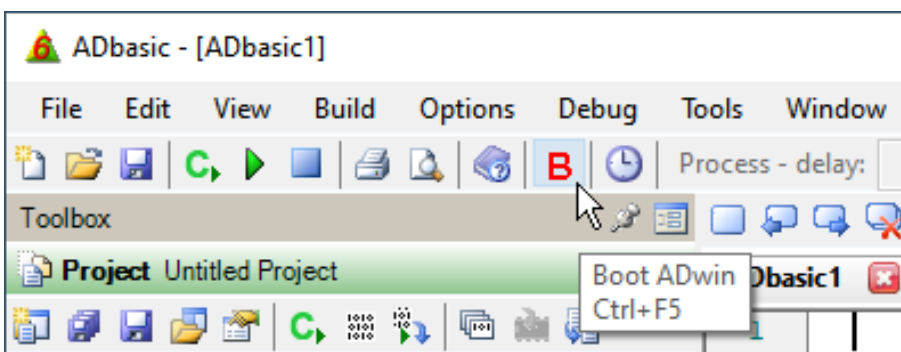 ADbasic - [ADbasic1]
File Edit View Build Options Debug Tools Window
C B Process - delay:
Toolbox
Project Untitled Project
Boot ADwin
Ctrl+F5
Dbasic1
C
1